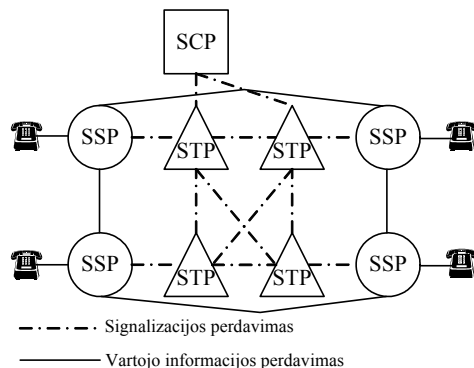 SCP
SSP STP STP SSP
SSP STP STP SSP
Signalizacijos perdavimas
Vartojo informacijos perdavimas